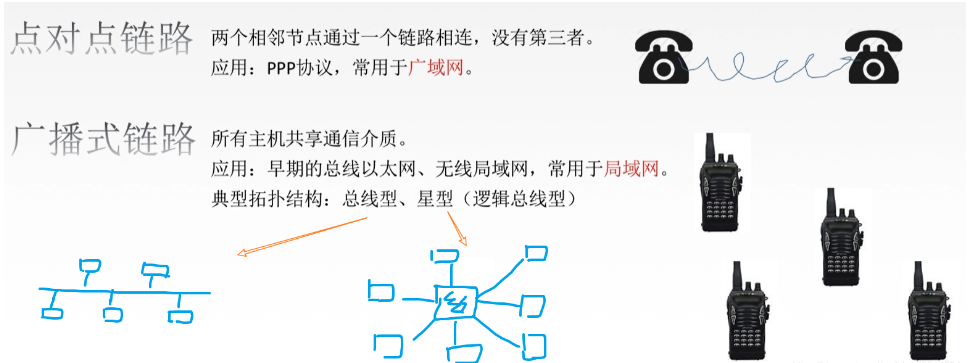 点对点链路
两个相邻节点通过一个链路相连，没有第三者。
应用：PPP协议，常用于广域网。
广播式链路
所有主机共享通信介质。
应用：早期的总线以太网、无线局域网，常用于局域网。
典型拓扑结构：总线型、星型（逻辑总线型）